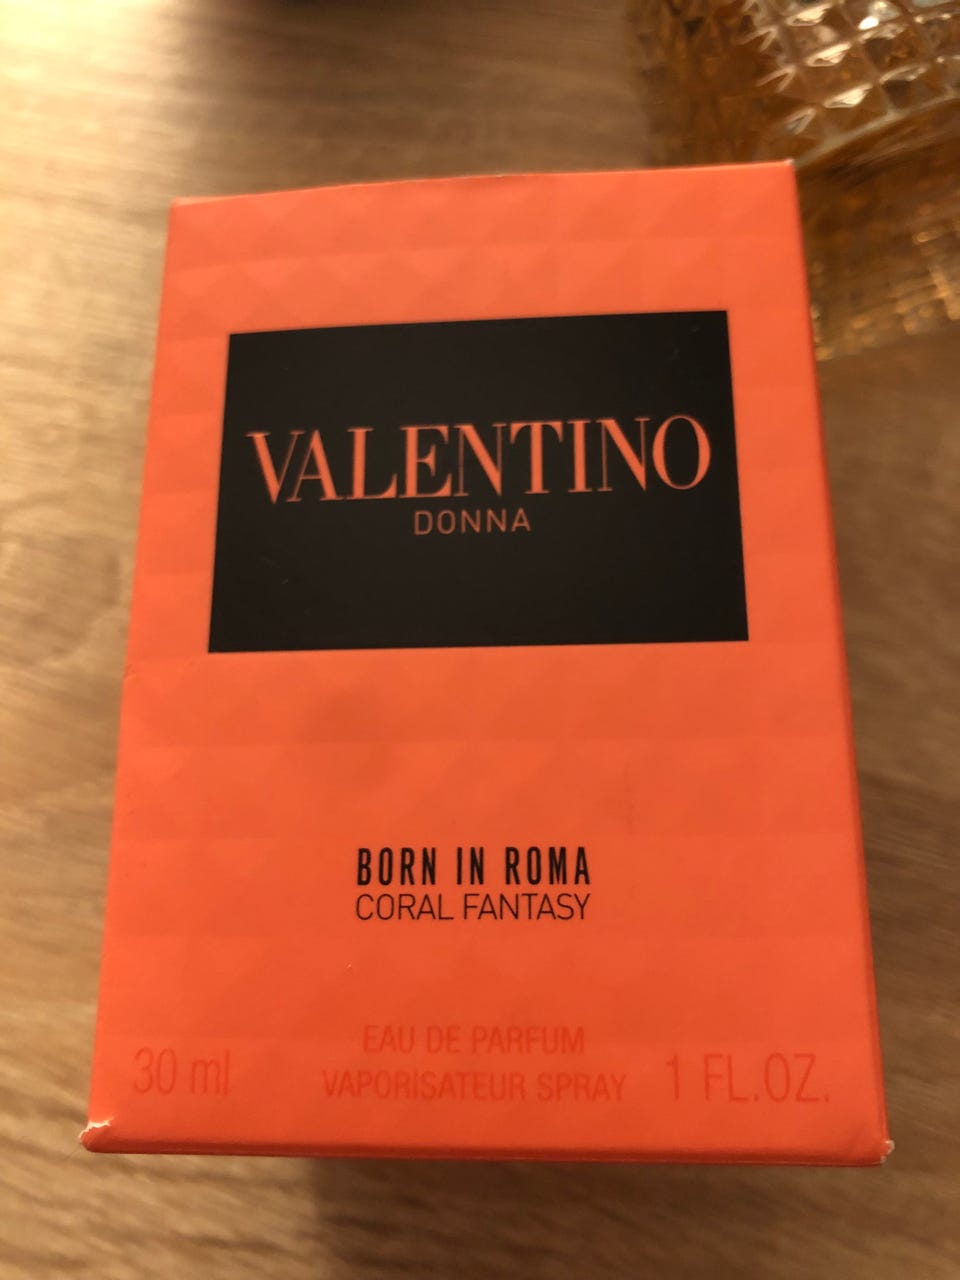 VALENTINO
DONNA
BORN IN ROMA
CORAL FANTASY
EAU DE PARFUM
30 ml VAPORISATEUR SPRAY 1 FL.OZ.